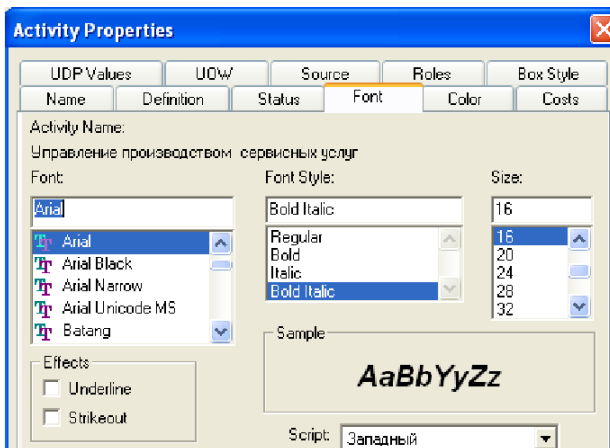 Activity Properties
UDP Values UOW Source Roles Box Style
Name Definition Status Font Color Costs
Activity Name:
Управление производством сервисных услуг
Font: Font Style: Size:
Arial Bold Italic 16
Arial Regular 16
Arial Black Bold 20
Arial Narrow Italic 24
Arial Unicode MS Bold Italic 28
Batang 32
Effects Sample
Underline AaBbYyZz
Strikeout
Script: Западный